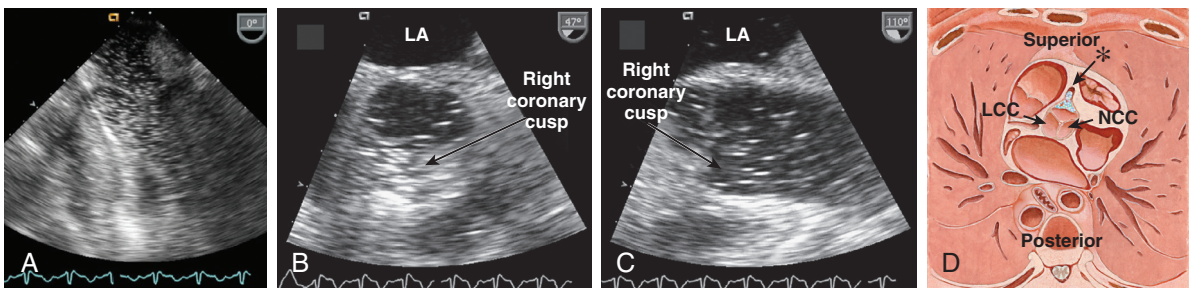 0°
A
47°
LA
Right
coronary
cusp
B
110°
LA
Right
coronary
cusp
C
Superior
*
LCC
NCC
Posterior
D